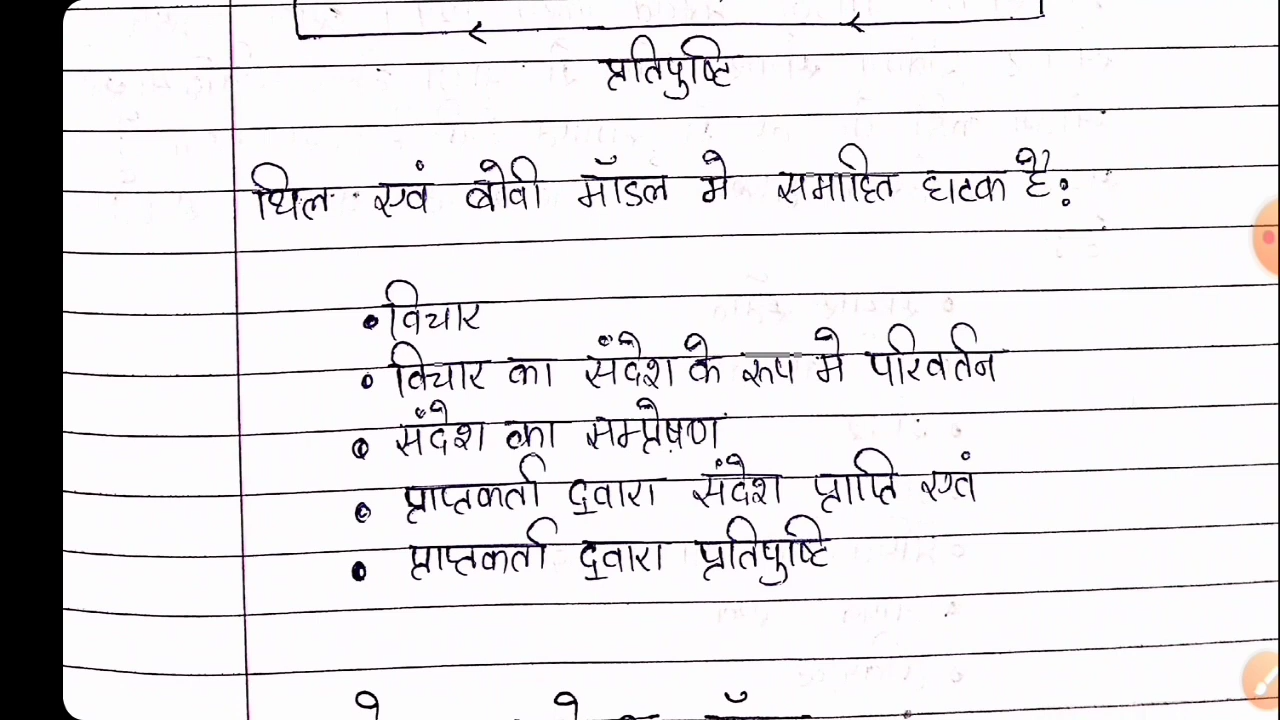 प्रतिपुष्टि
थिल एवं बोवी मॉडल मे समाहित घटक है:
• विचार
• विचार का संदेश के रूप मे परिवर्तन
• संदेश का सम्प्रेषण
• प्राप्तकर्ता द्वारा संदेश प्राप्ति एवं
• प्राप्तकर्ता द्वारा प्रतिपुष्टि